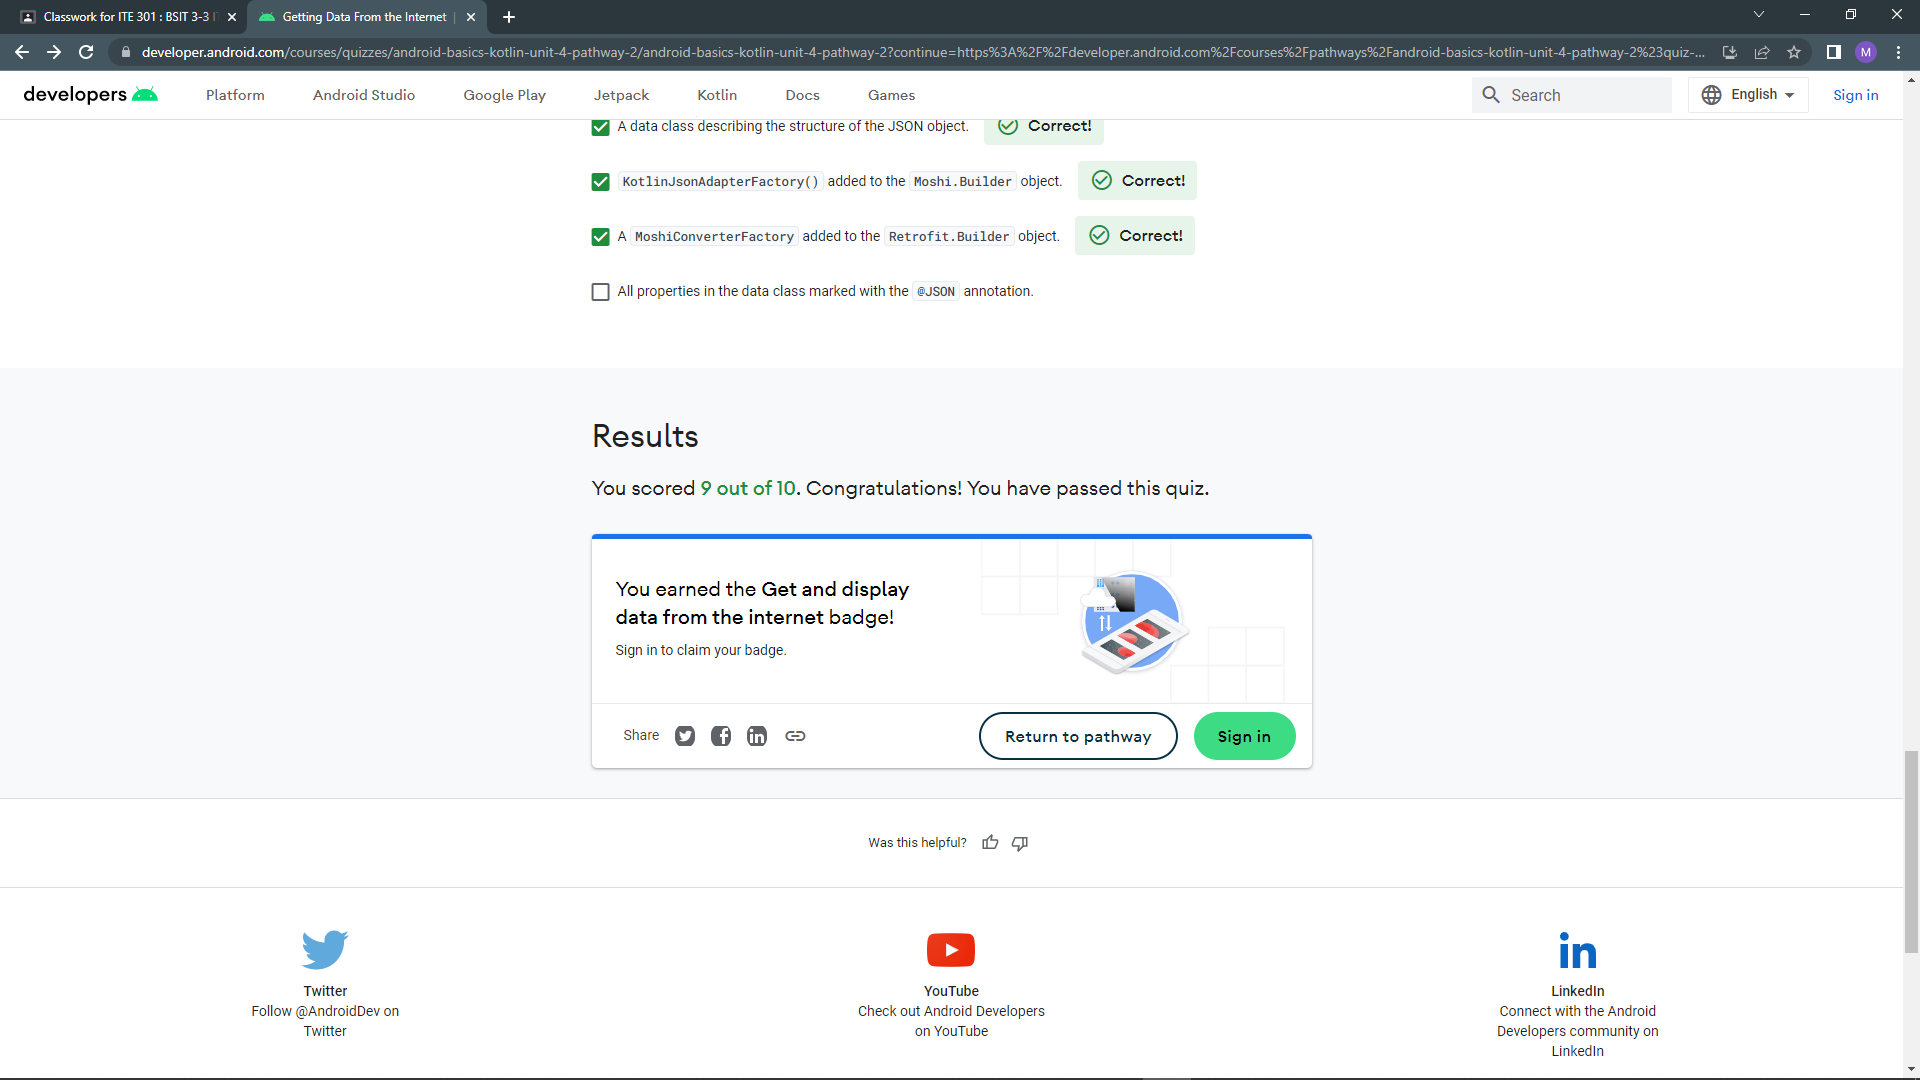 Classwork for ITE 301 : BSIT 3-3
Getting Data From the Internet
developer.android.com/courses/quizzes/android-basics-kotlin-unit-4-pathway-2/android-basics-kotlin-unit-4-pathway-2?continue=https%3A%2F%2Fdeveloper.android.com%2Fcourses%2Fpathways%2Fandroid-basics-kotlin-unit-4-pathway-2%23quiz-...
M
developers
Platform
Android Studio
Google Play
Jetpack
Kotlin
Docs
Games
Search
English
Sign in
A data class describing the structure of the JSON object. Correct!
KotlinJsonAdapterFactory() added to the Moshi.Builder object. Correct!
A MoshiConverterFactory added to the Retrofit.Builder object. Correct!
All properties in the data class marked with the @JSON annotation.
Results
You scored 9 out of 10. Congratulations! You have passed this quiz.
You earned the Get and display
data from the internet badge!
Sign in to claim your badge.
Share
Return to pathway
Sign in
Was this helpful?
Twitter
Follow @AndroidDev on
Twitter
YouTube
Check out Android Developers
on YouTube
LinkedIn
Connect with the Android
Developers community on
LinkedIn